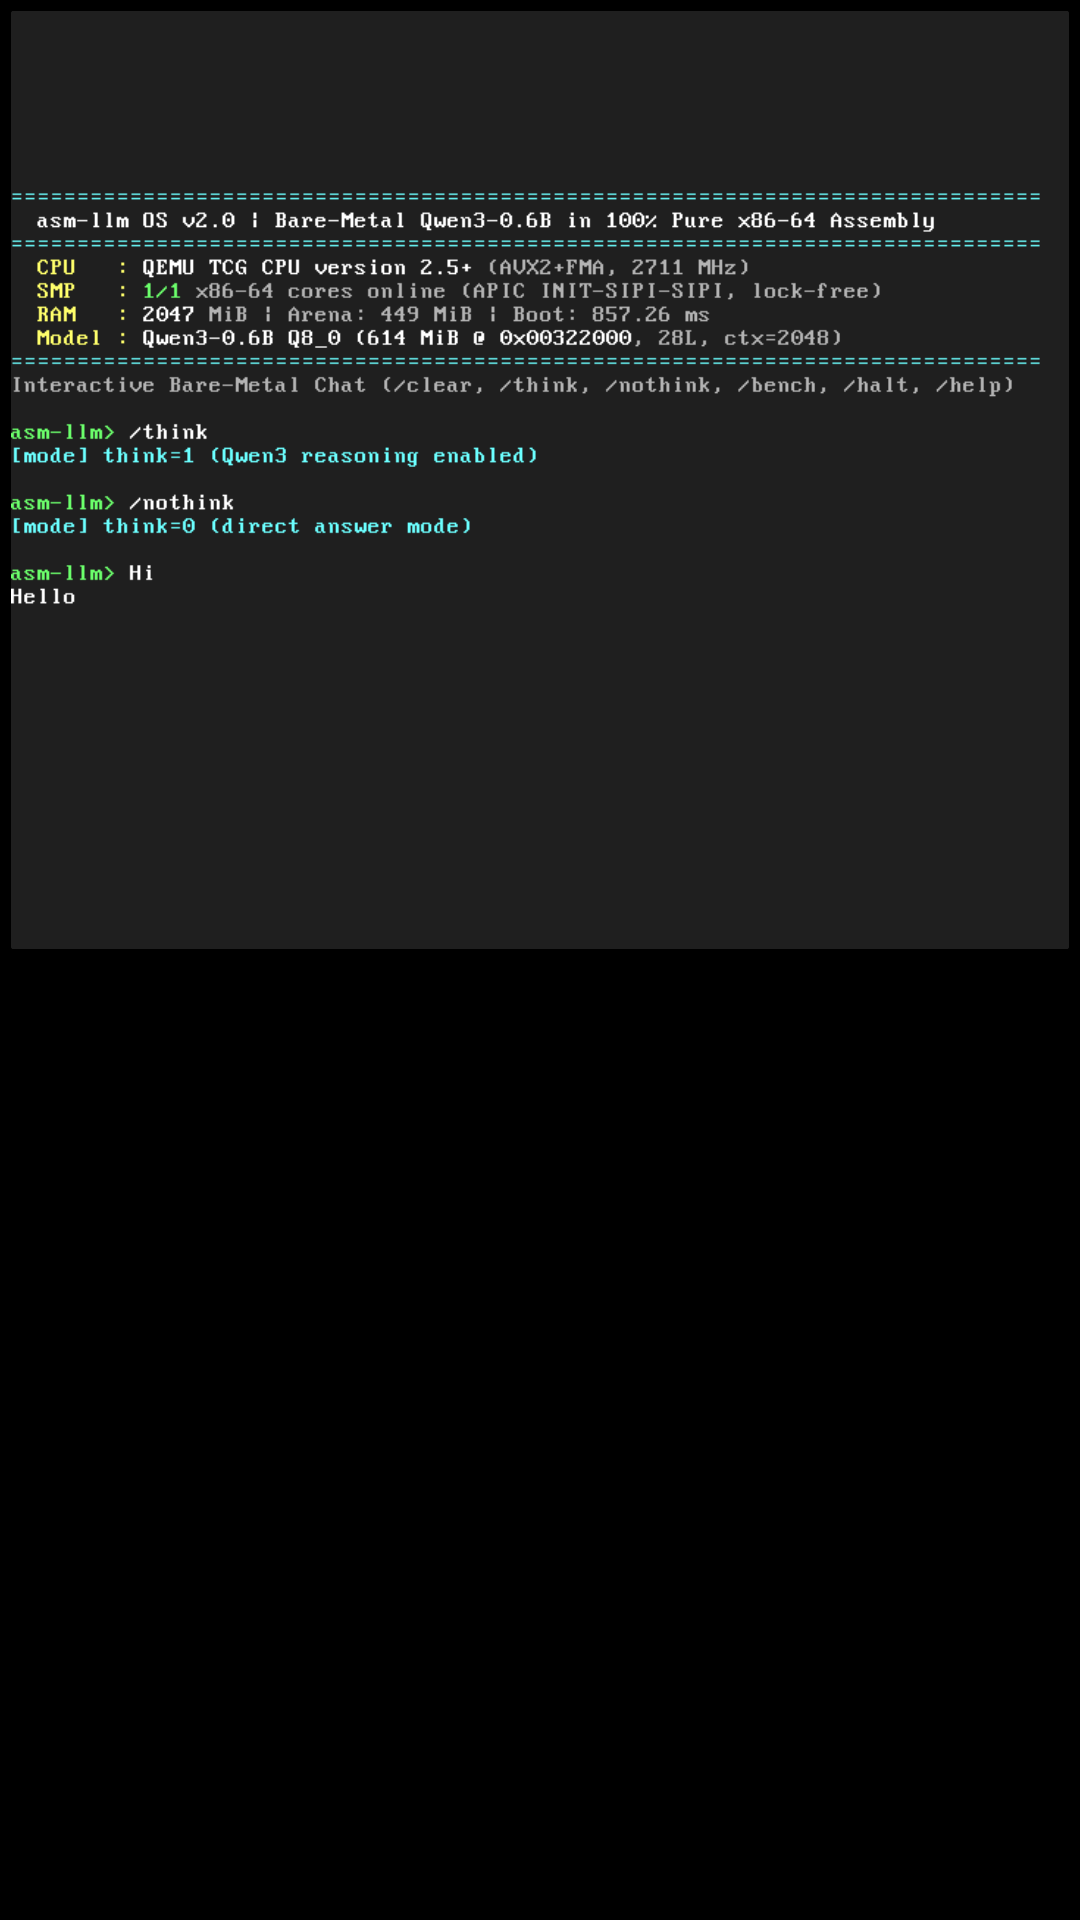 ==============================================================================
asm-llm OS v2.0 ¦ Bare-Metal Qwen3-0.6B in 100% Pure x86-64 Assembly
==============================================================================
CPU   : QEMU TCG CPU version 2.5+ (AVX2+FMA, 2711 MHz)
SMP   : 1/1 x86-64 cores online (APIC INIT-SIPI-SIPI, lock-free)
RAM   : 2047 MiB ¦ Arena: 449 MiB ¦ Boot: 857.26 ms
Model : Qwen3-0.6B Q8_0 (614 MiB @ 0x00322000, 28L, ctx=2048)
==============================================================================
Interactive Bare-Metal Chat (/clear, /think, /nothink, /bench, /halt, /help)
asm-llm> /think
[mode] think=1 (Qwen3 reasoning enabled)
asm-llm> /nothink
[mode] think=0 (direct answer mode)
asm-llm> Hi
Hello